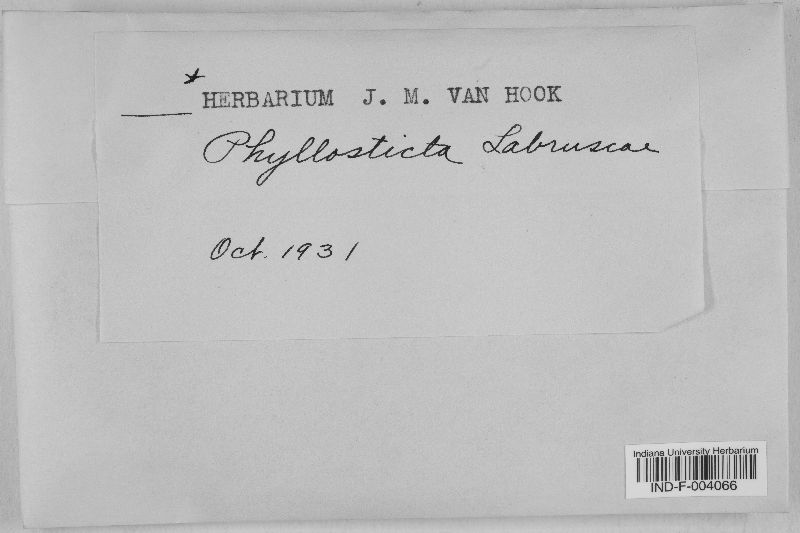 * HERBARIUM J. M. VAN HOOK
Phyllosticta Labruscae
Oct. 1931
Indiana University Herbarium
IND-F-004066